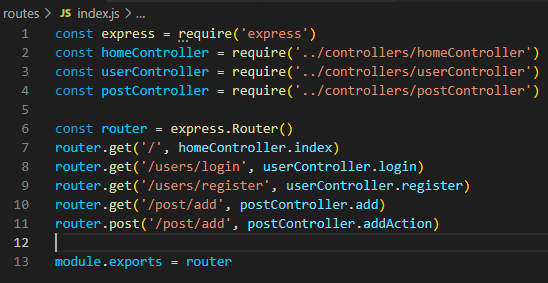 routes > JS index.js > ...
1 const express = require('express')
2 const homeController = require('../controllers/homeController')
3 const userController = require('../controllers/userController')
4 const postController = require('../controllers/postController')
5
6 const router = express.Router()
7 router.get('/', homeController.index)
8 router.get('/users/login', userController.login)
9 router.get('/users/register', userController.register)
10 router.get('/post/add', postController.add)
11 router.post('/post/add', postController.addAction)
12
13 module.exports = router